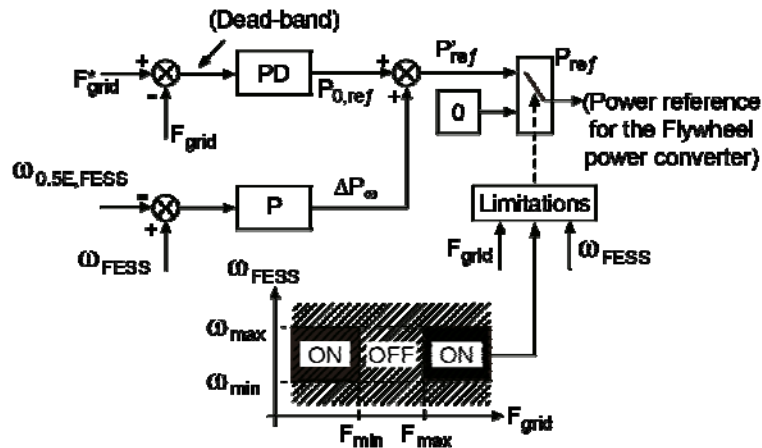 (Dead-band)
F*grid
+
-
PD
P0,ref
+
+
P'ref
Pref
Fgrid
0
(Power reference
for the Flywheel
power converter)
ω0.5E,FESS
-
+
P
ΔP∞
ωFESS
Limitations
Fgrid
ωFESS
ωFESS
ωmax
ωmin
ON
OFF
ON
Fmin
Fmax
Fgrid